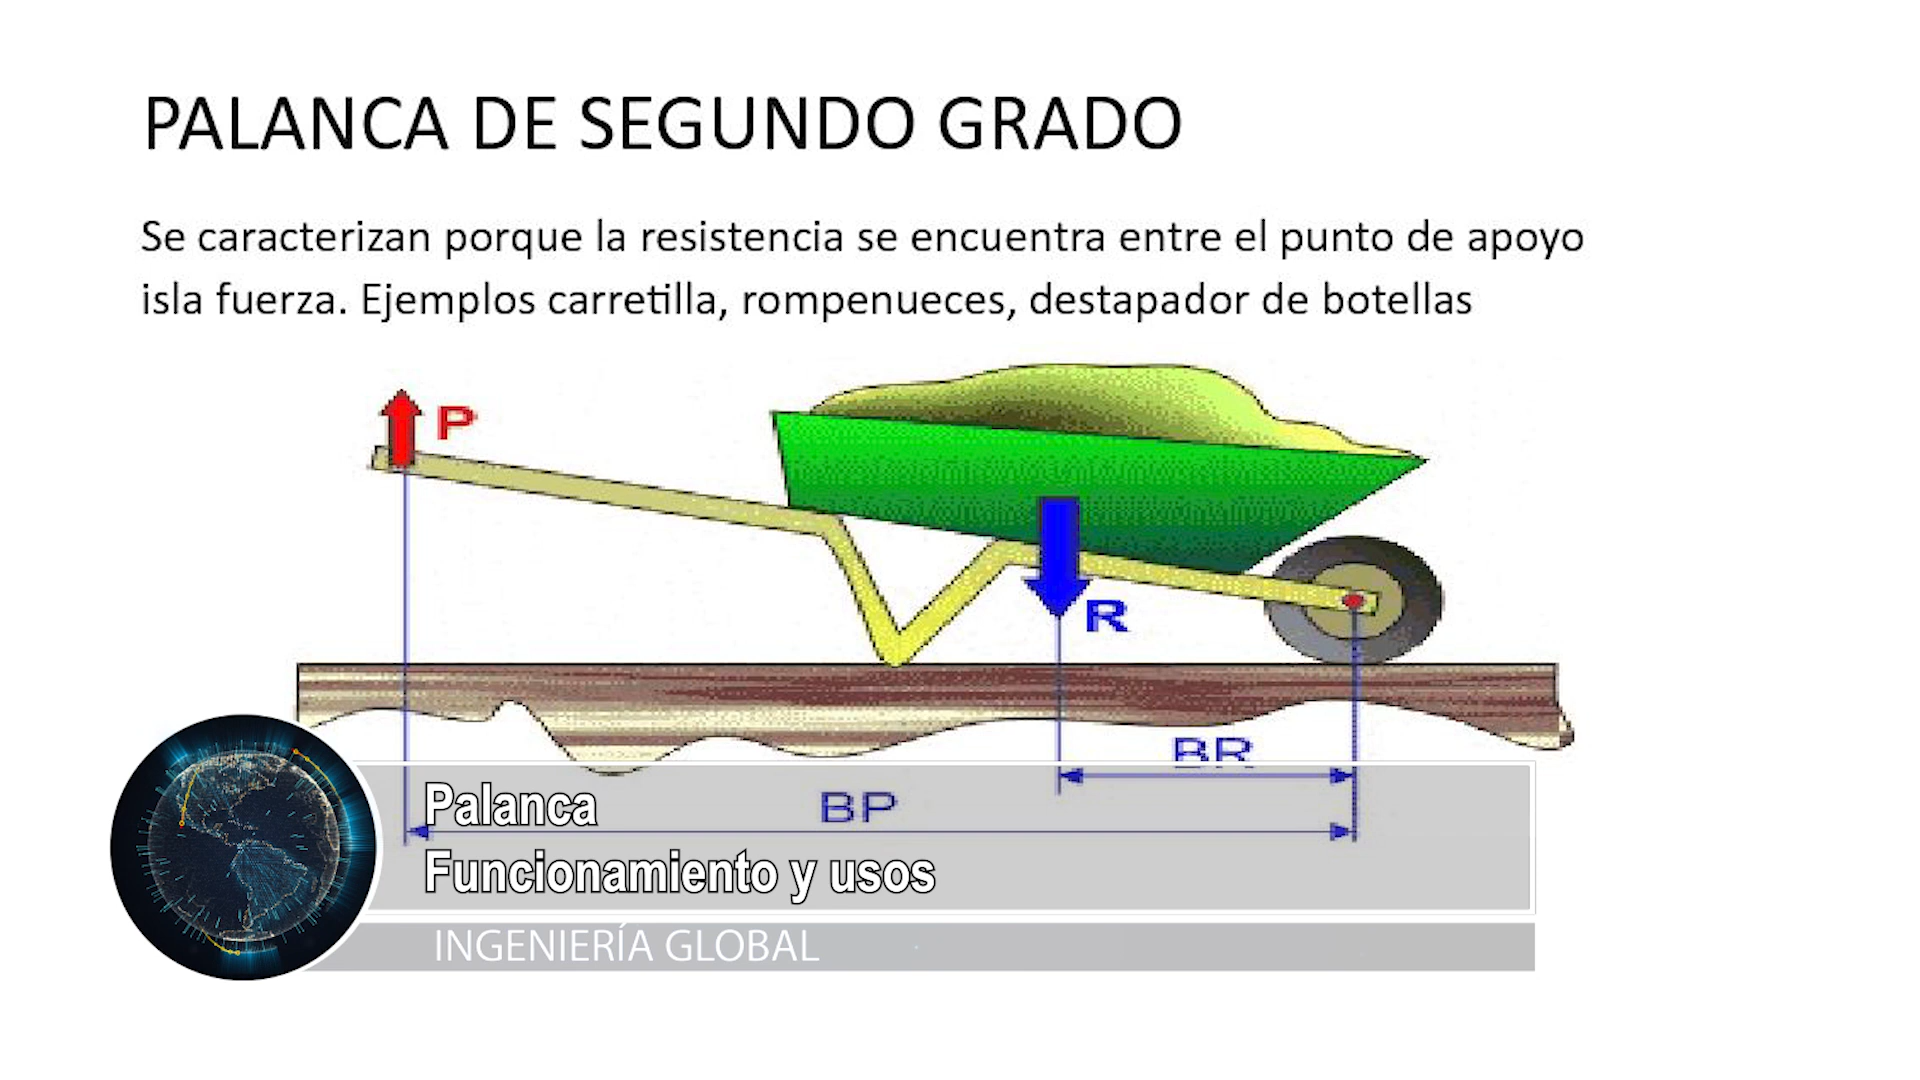 PALANCA DE SEGUNDO GRADO
Se caracterizan porque la resistencia se encuentra entre el punto de apoyo
isla fuerza. Ejemplos carretilla, rompenueces, destapador de botellas
P
R
BR
BP
Palanca
Funcionamiento y usos
INGENIERÍA GLOBAL